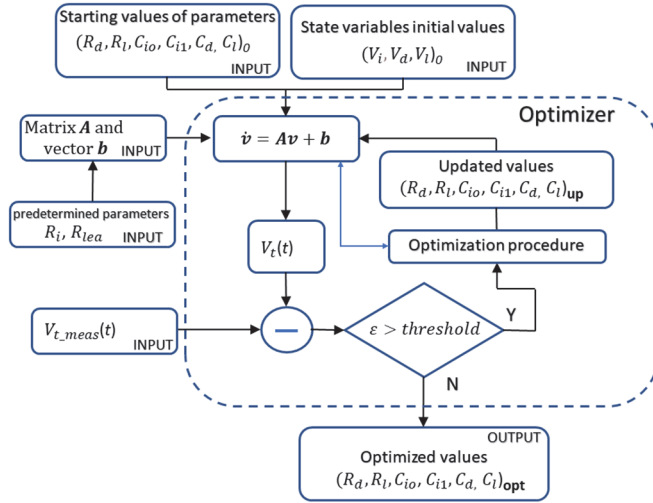 Starting values of parameters
(R_d, R_l, C_io, C_i1, C_d, C_l)_0
INPUT
State variables initial values
(V_i, V_d, V_l)_0
INPUT
Optimizer
Matrix A and
vector b INPUT
v̇ = Av + b
Updated values
(R_d, R_l, C_io, C_i1, C_d, C_l)_up
predetermined parameters
R_i, R_lea INPUT
V_t(t)
Optimization procedure
V_t_meas(t)
INPUT
−
ε > threshold
Y
N
OUTPUT
Optimized values
(R_d, R_l, C_io, C_i1, C_d, C_l)_opt